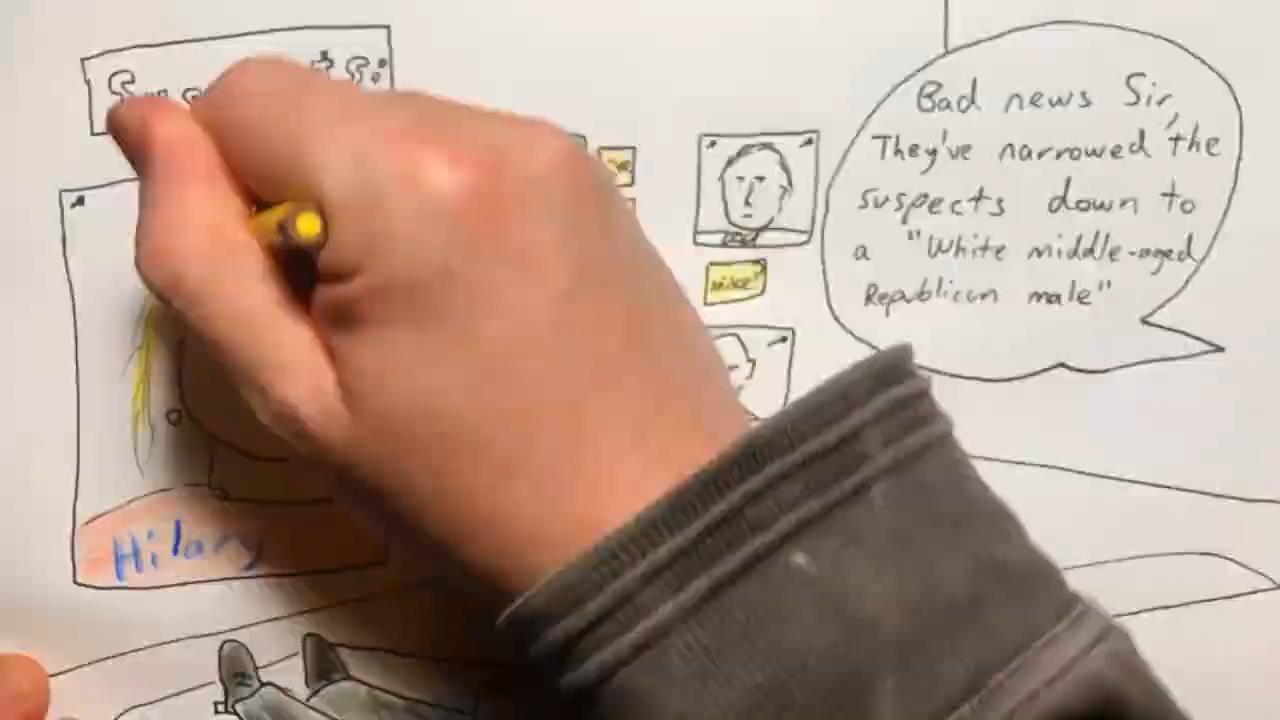 Bad news Sir,
They've narrowed the
suspects down to
a "White middle-aged
Republican male"
mike
Hilary